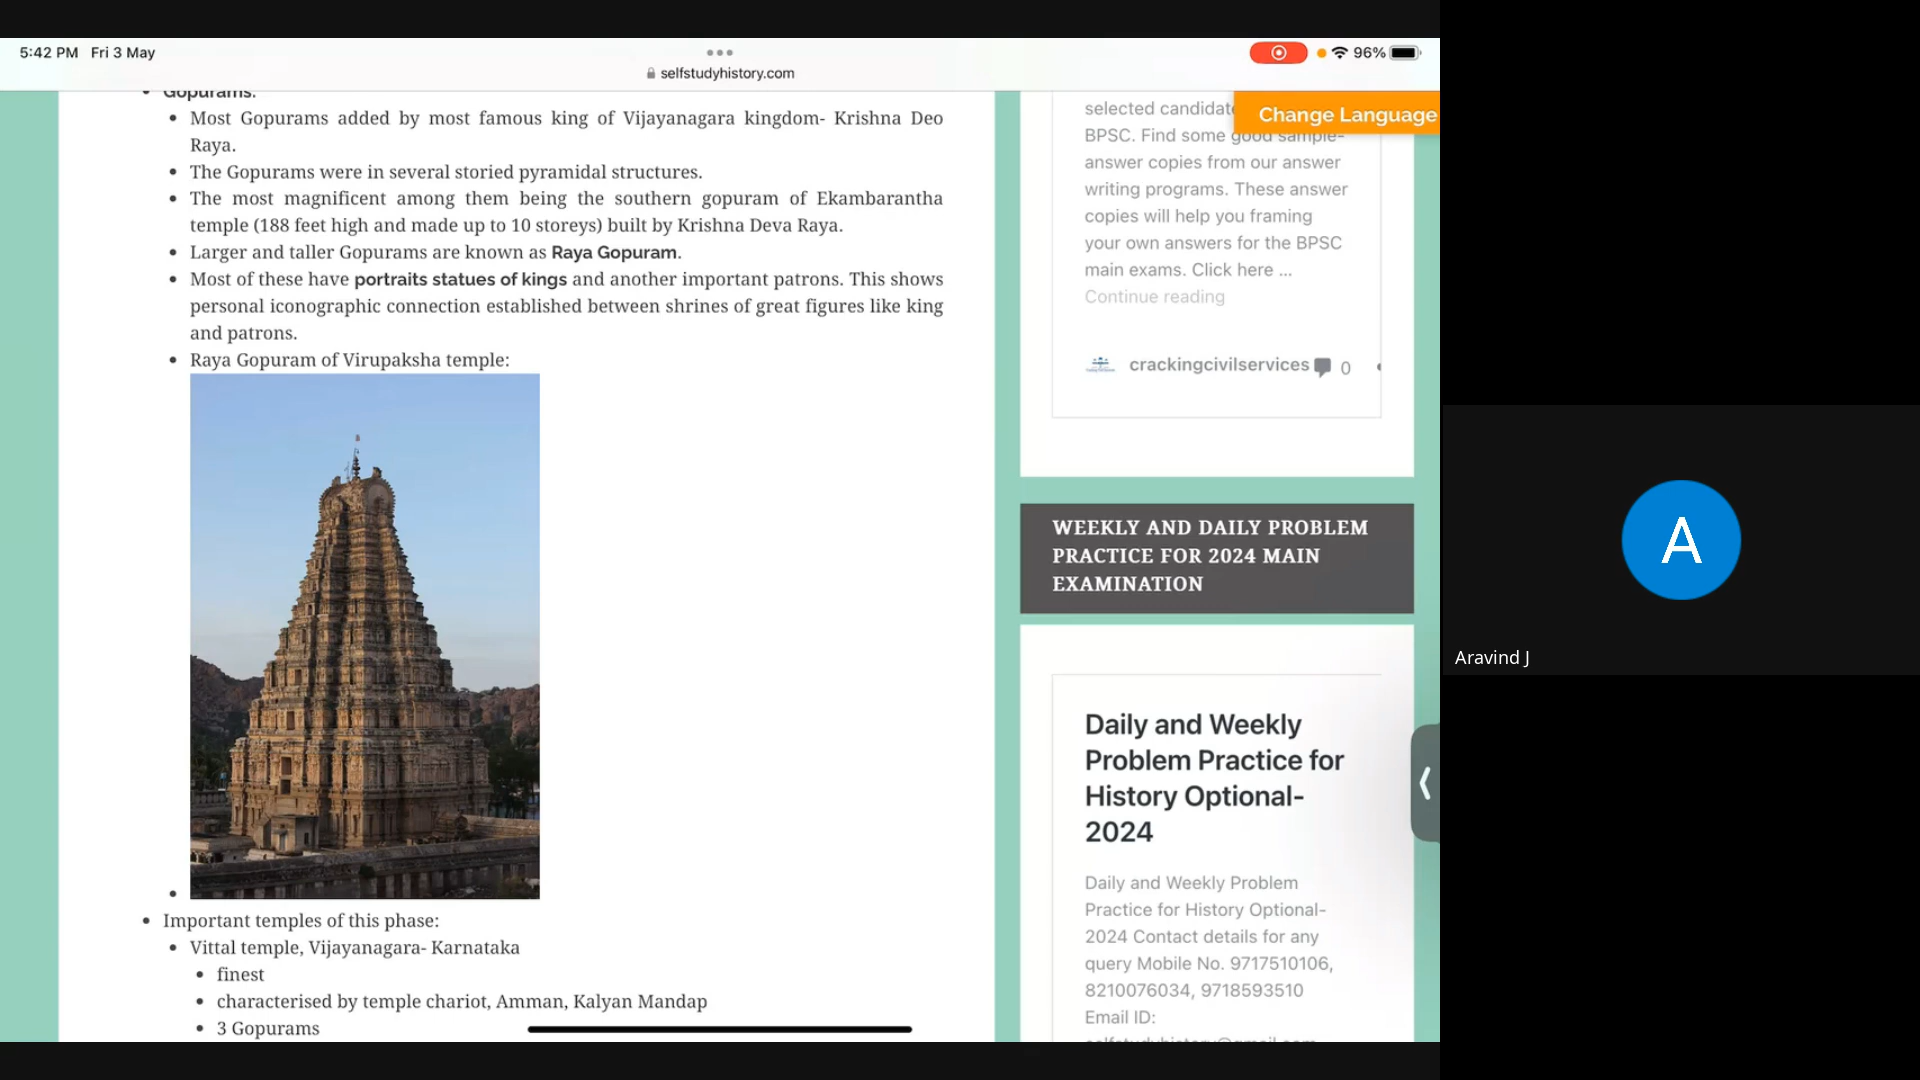 5:42 PM Fri 3 May
96%
selfstudyhistory.com
Gopurams:
Most Gopurams added by most famous king of Vijayanagara kingdom- Krishna Deo
Raya.
The Gopurams were in several storied pyramidal structures.
The most magnificent among them being the southern gopuram of Ekambarantha
temple (188 feet high and made up to 10 storeys) built by Krishna Deva Raya.
Larger and taller Gopurams are known as Raya Gopuram.
Most of these have portraits statues of kings and another important patrons. This shows
personal iconographic connection established between shrines of great figures like king
and patrons.
Raya Gopuram of Virupaksha temple:
Important temples of this phase:
Vittal temple, Vijayanagara- Karnataka
finest
characterised by temple chariot, Amman, Kalyan Mandap
3 Gopurams
Change Language
selected candidat
BPSC. Find some good sample-
answer copies from our answer
writing programs. These answer
copies will help you framing
your own answers for the BPSC
main exams. Click here ...
Continue reading
crackingcivilservices 0
WEEKLY AND DAILY PROBLEM
PRACTICE FOR 2024 MAIN
EXAMINATION
Daily and Weekly
Problem Practice for
History Optional-
2024
Daily and Weekly Problem
Practice for History Optional-
2024 Contact details for any
query Mobile No. 9717510106,
8210076034, 9718593510
Email ID:
A
Aravind J